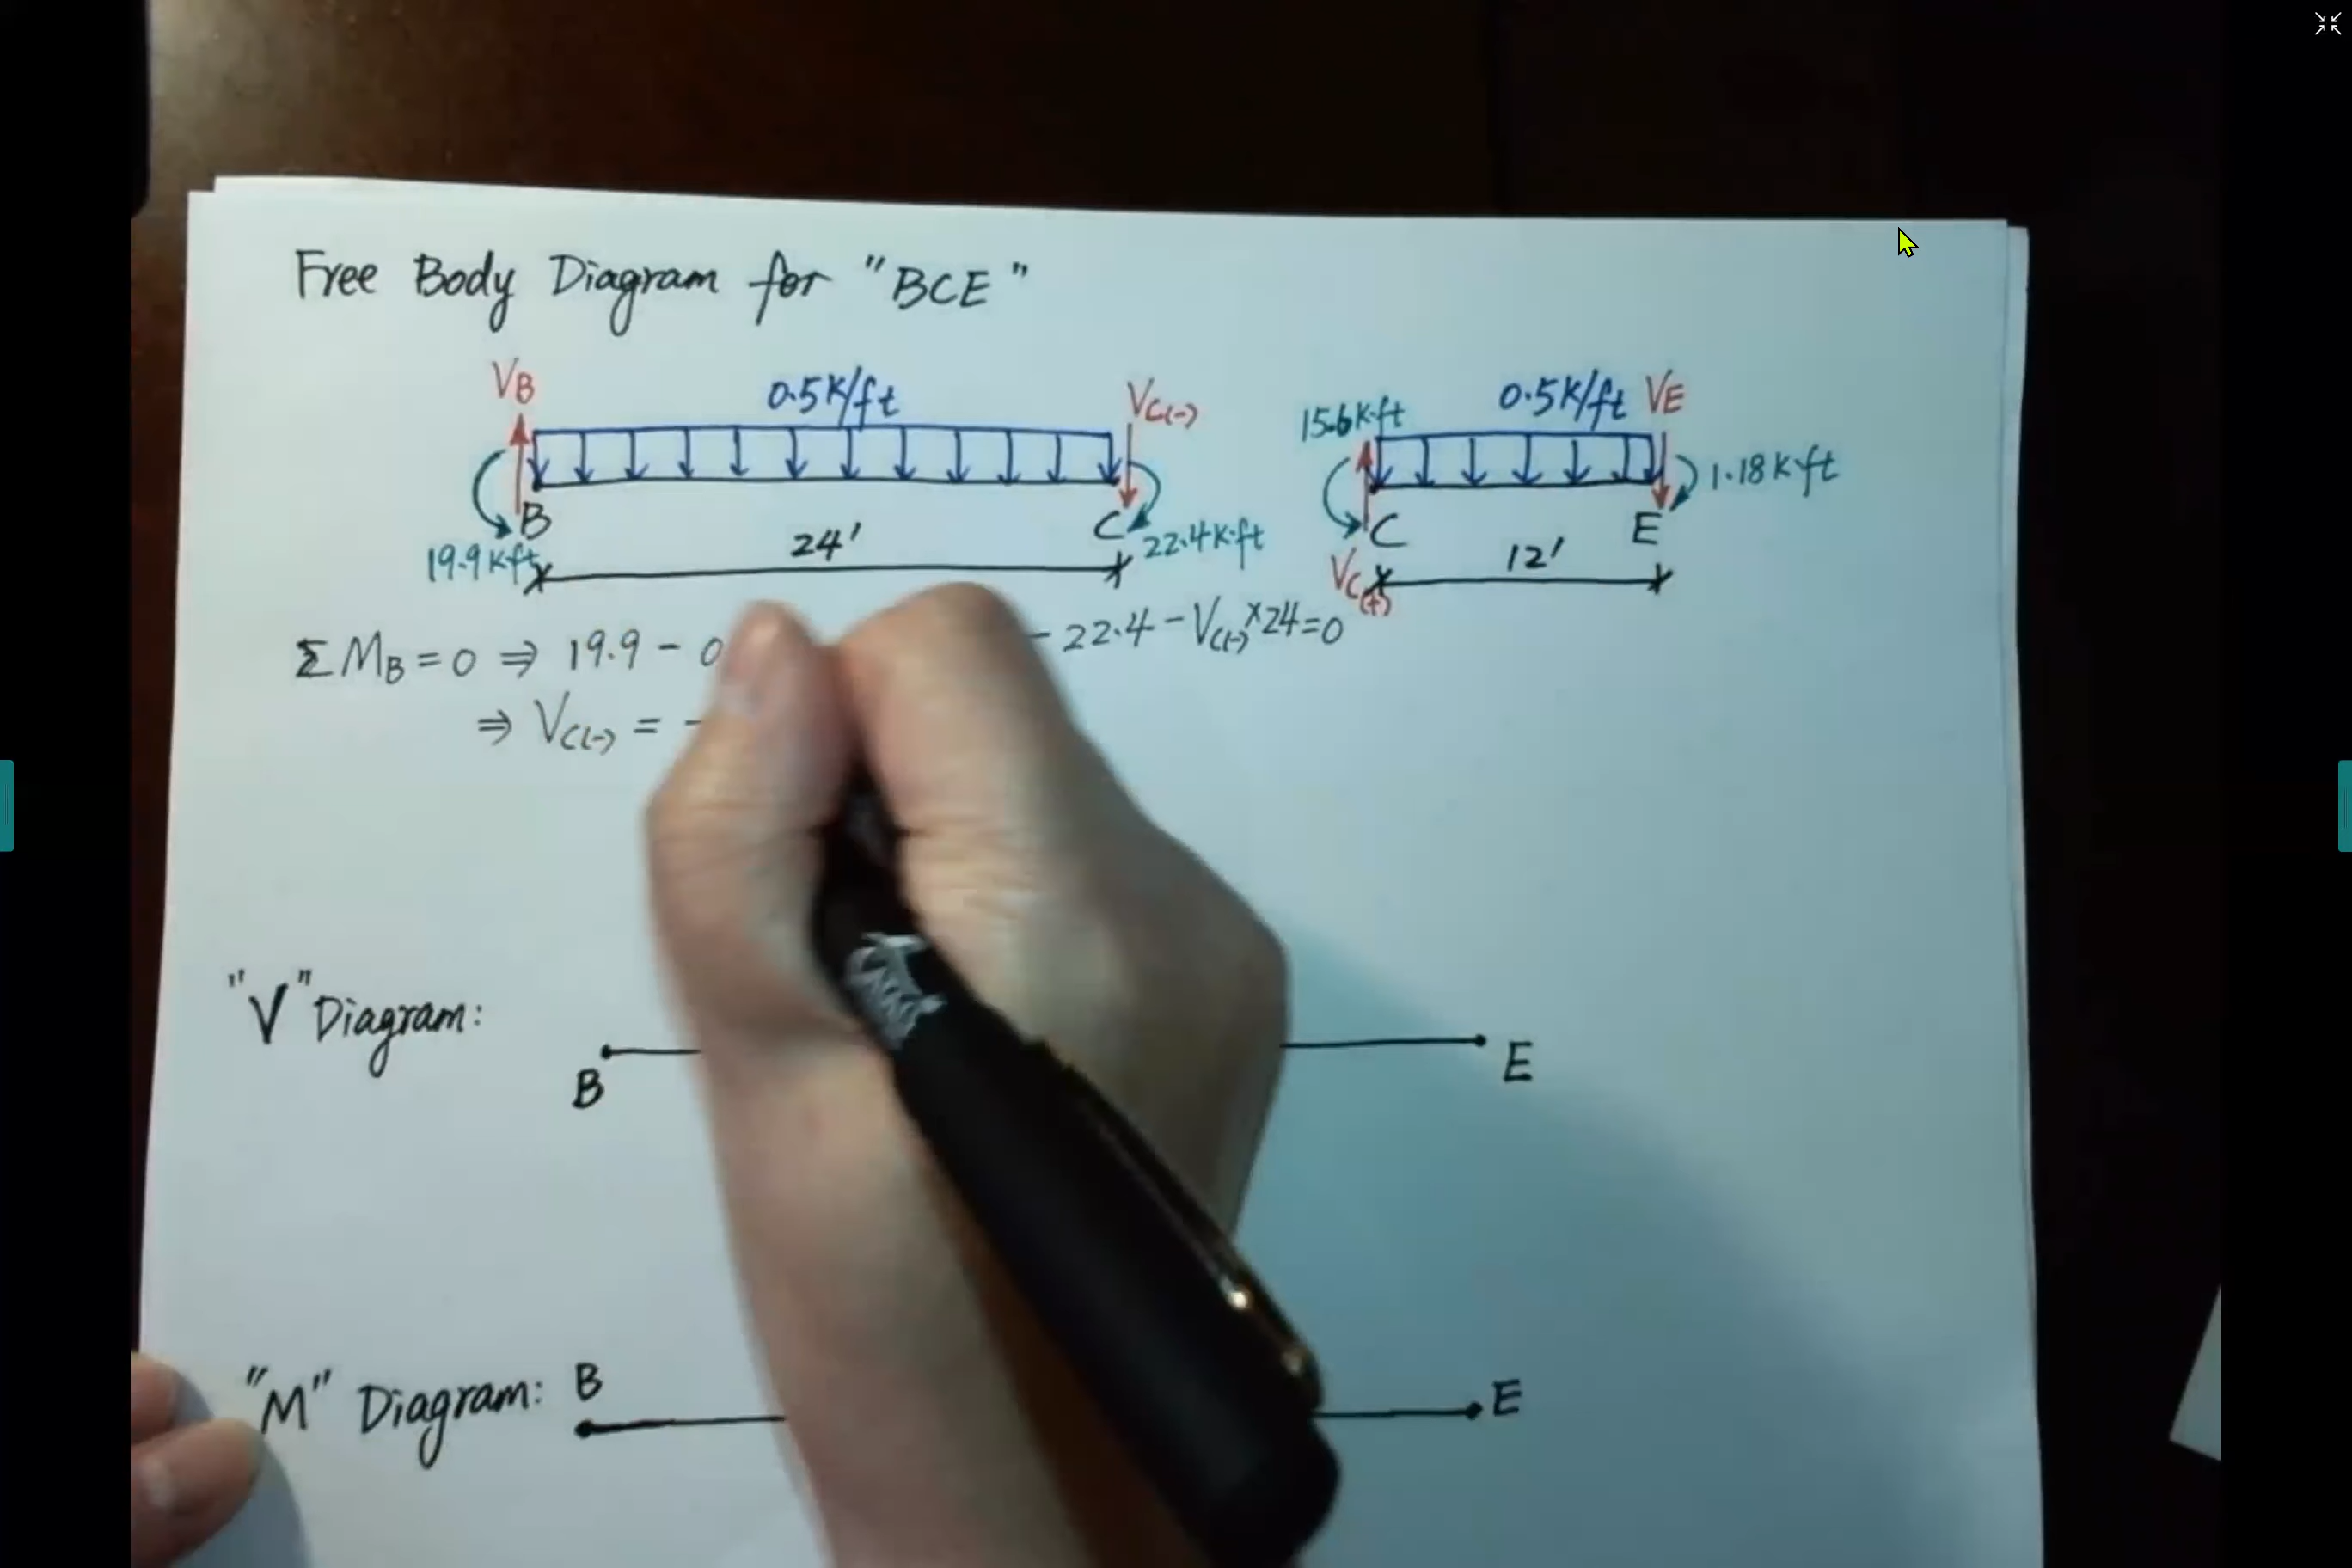 Free Body Diagram for "BCE"
VB 0.5K/ft VC(-) 15.6K·ft 0.5K/ft VE
1.18K·ft
B C C E
19.9K·ft 24' 22.4K·ft VC(+) 12'
ΣMB=0 ⇒ 19.9 - 0 - 22.4 - VC(-)×24=0
⇒ VC(-) = -
"V" Diagram:
B E
"M" Diagram: B E